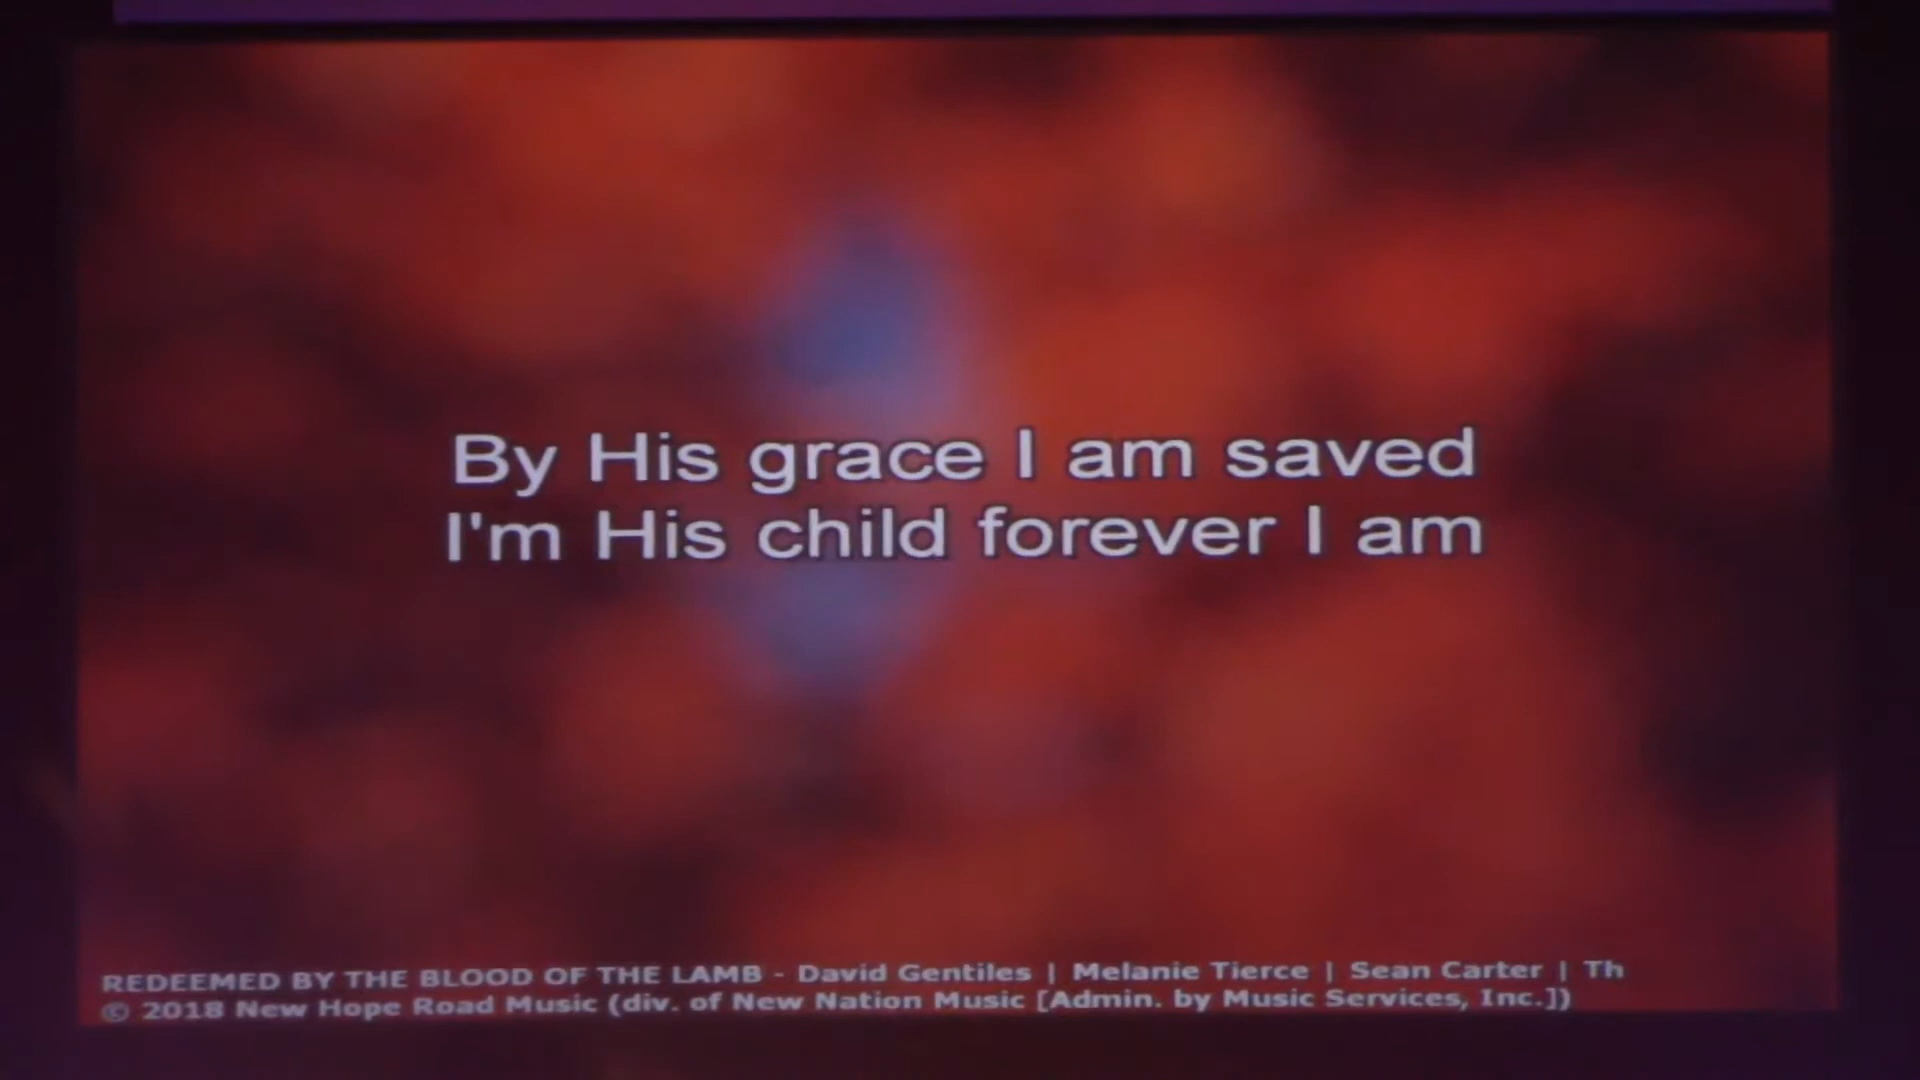 By His grace I am saved
I'm His child forever I am
REDEEMED BY THE BLOOD OF THE LAMB - David Gentiles | Melanie Tierce | Sean Carter | Th
© 2018 New Hope Road Music (div. of New Nation Music [Admin. by Music Services, Inc.])